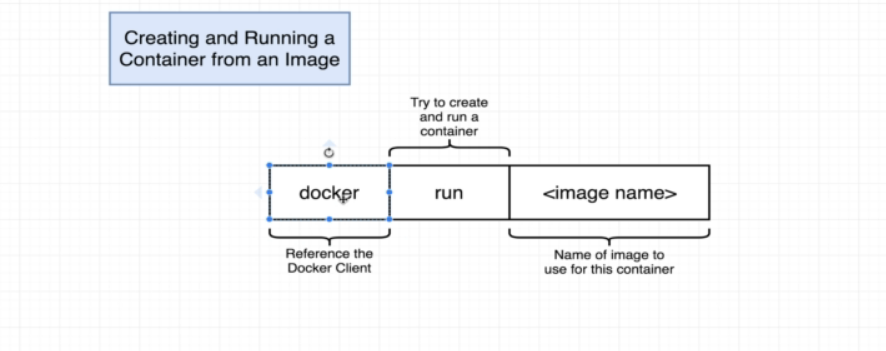 Creating and Running a
Container from an Image
Try to create
and run a
container
docker
run
<image name>
Reference the
Docker Client
Name of image to
use for this container